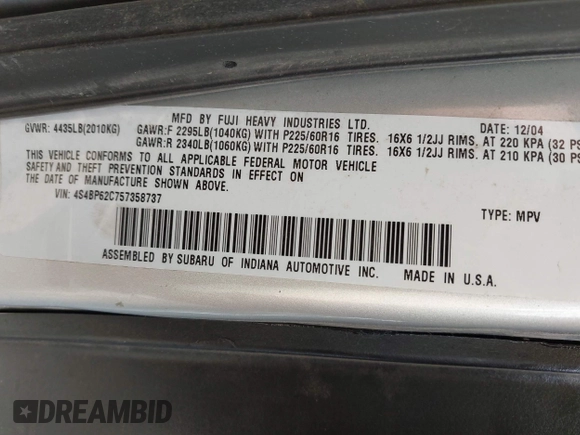 MFD BY FUJI HEAVY INDUSTRIES LTD. DATE: 12/04
GVWR: 4435LB(2010KG) GAWR:F 2295LB(1040KG) WITH P225/60R16 TIRES. 16X6 1/2JJ RIMS. AT 220 KPA (32 PS
GAWR:R 2340LB(1060KG) WITH P225/60R16 TIRES. 16X6 1/2JJ RIMS. AT 210 KPA (30 PS
THIS VEHICLE CONFORMS TO ALL APPLICABLE FEDERAL MOTOR VEHICLE
SAFETY AND THEFT PREVENTION STANDARDS IN EFFECT ON THE DATE OF
MANUFACTURE SHOWN ABOVE.
VIN: 4S4BP62C757358737 TYPE: MPV
ASSEMBLED BY SUBARU OF INDIANA AUTOMOTIVE INC. MADE IN U.S.A.
DREAMBID